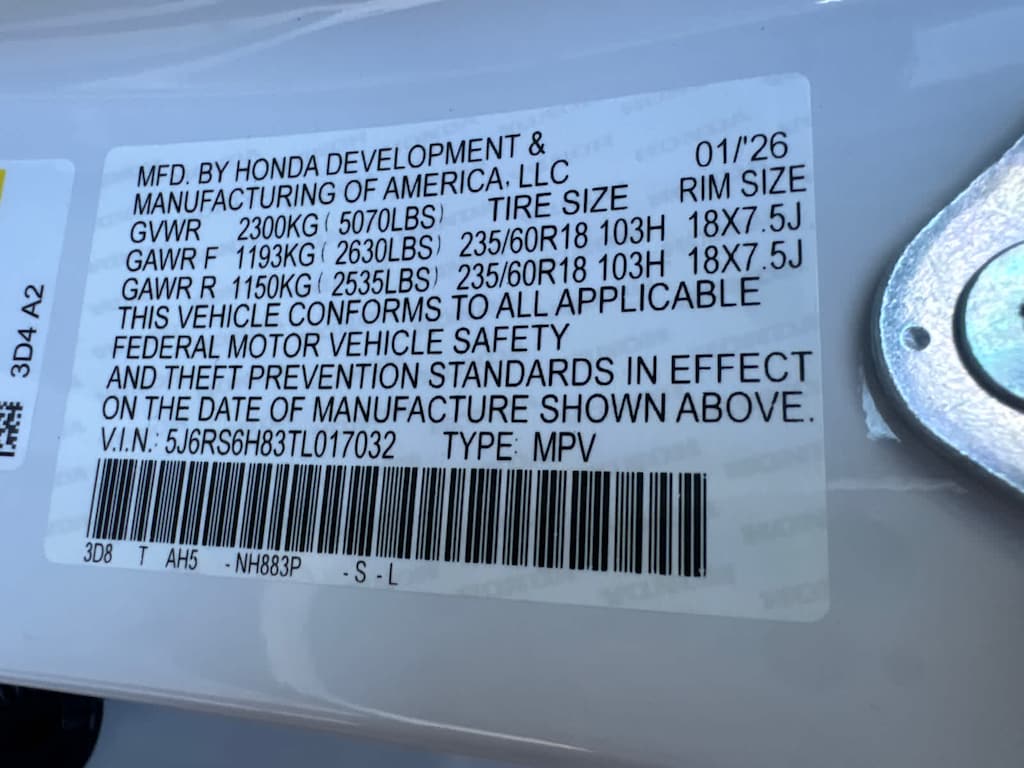 MFD. BY HONDA DEVELOPMENT &
MANUFACTURING OF AMERICA, LLC 01/'26
GVWR 2300KG ( 5070LBS) TIRE SIZE RIM SIZE
GAWR F 1193KG ( 2630LBS) 235/60R18 103H 18X7.5J
GAWR R 1150KG ( 2535LBS) 235/60R18 103H 18X7.5J
THIS VEHICLE CONFORMS TO ALL APPLICABLE
FEDERAL MOTOR VEHICLE SAFETY
AND THEFT PREVENTION STANDARDS IN EFFECT
ON THE DATE OF MANUFACTURE SHOWN ABOVE.
V.I.N.: 5J6RS6H83TL017032 TYPE: MPV
3D8 T AH5 -NH883P -S -L
3D4 A2